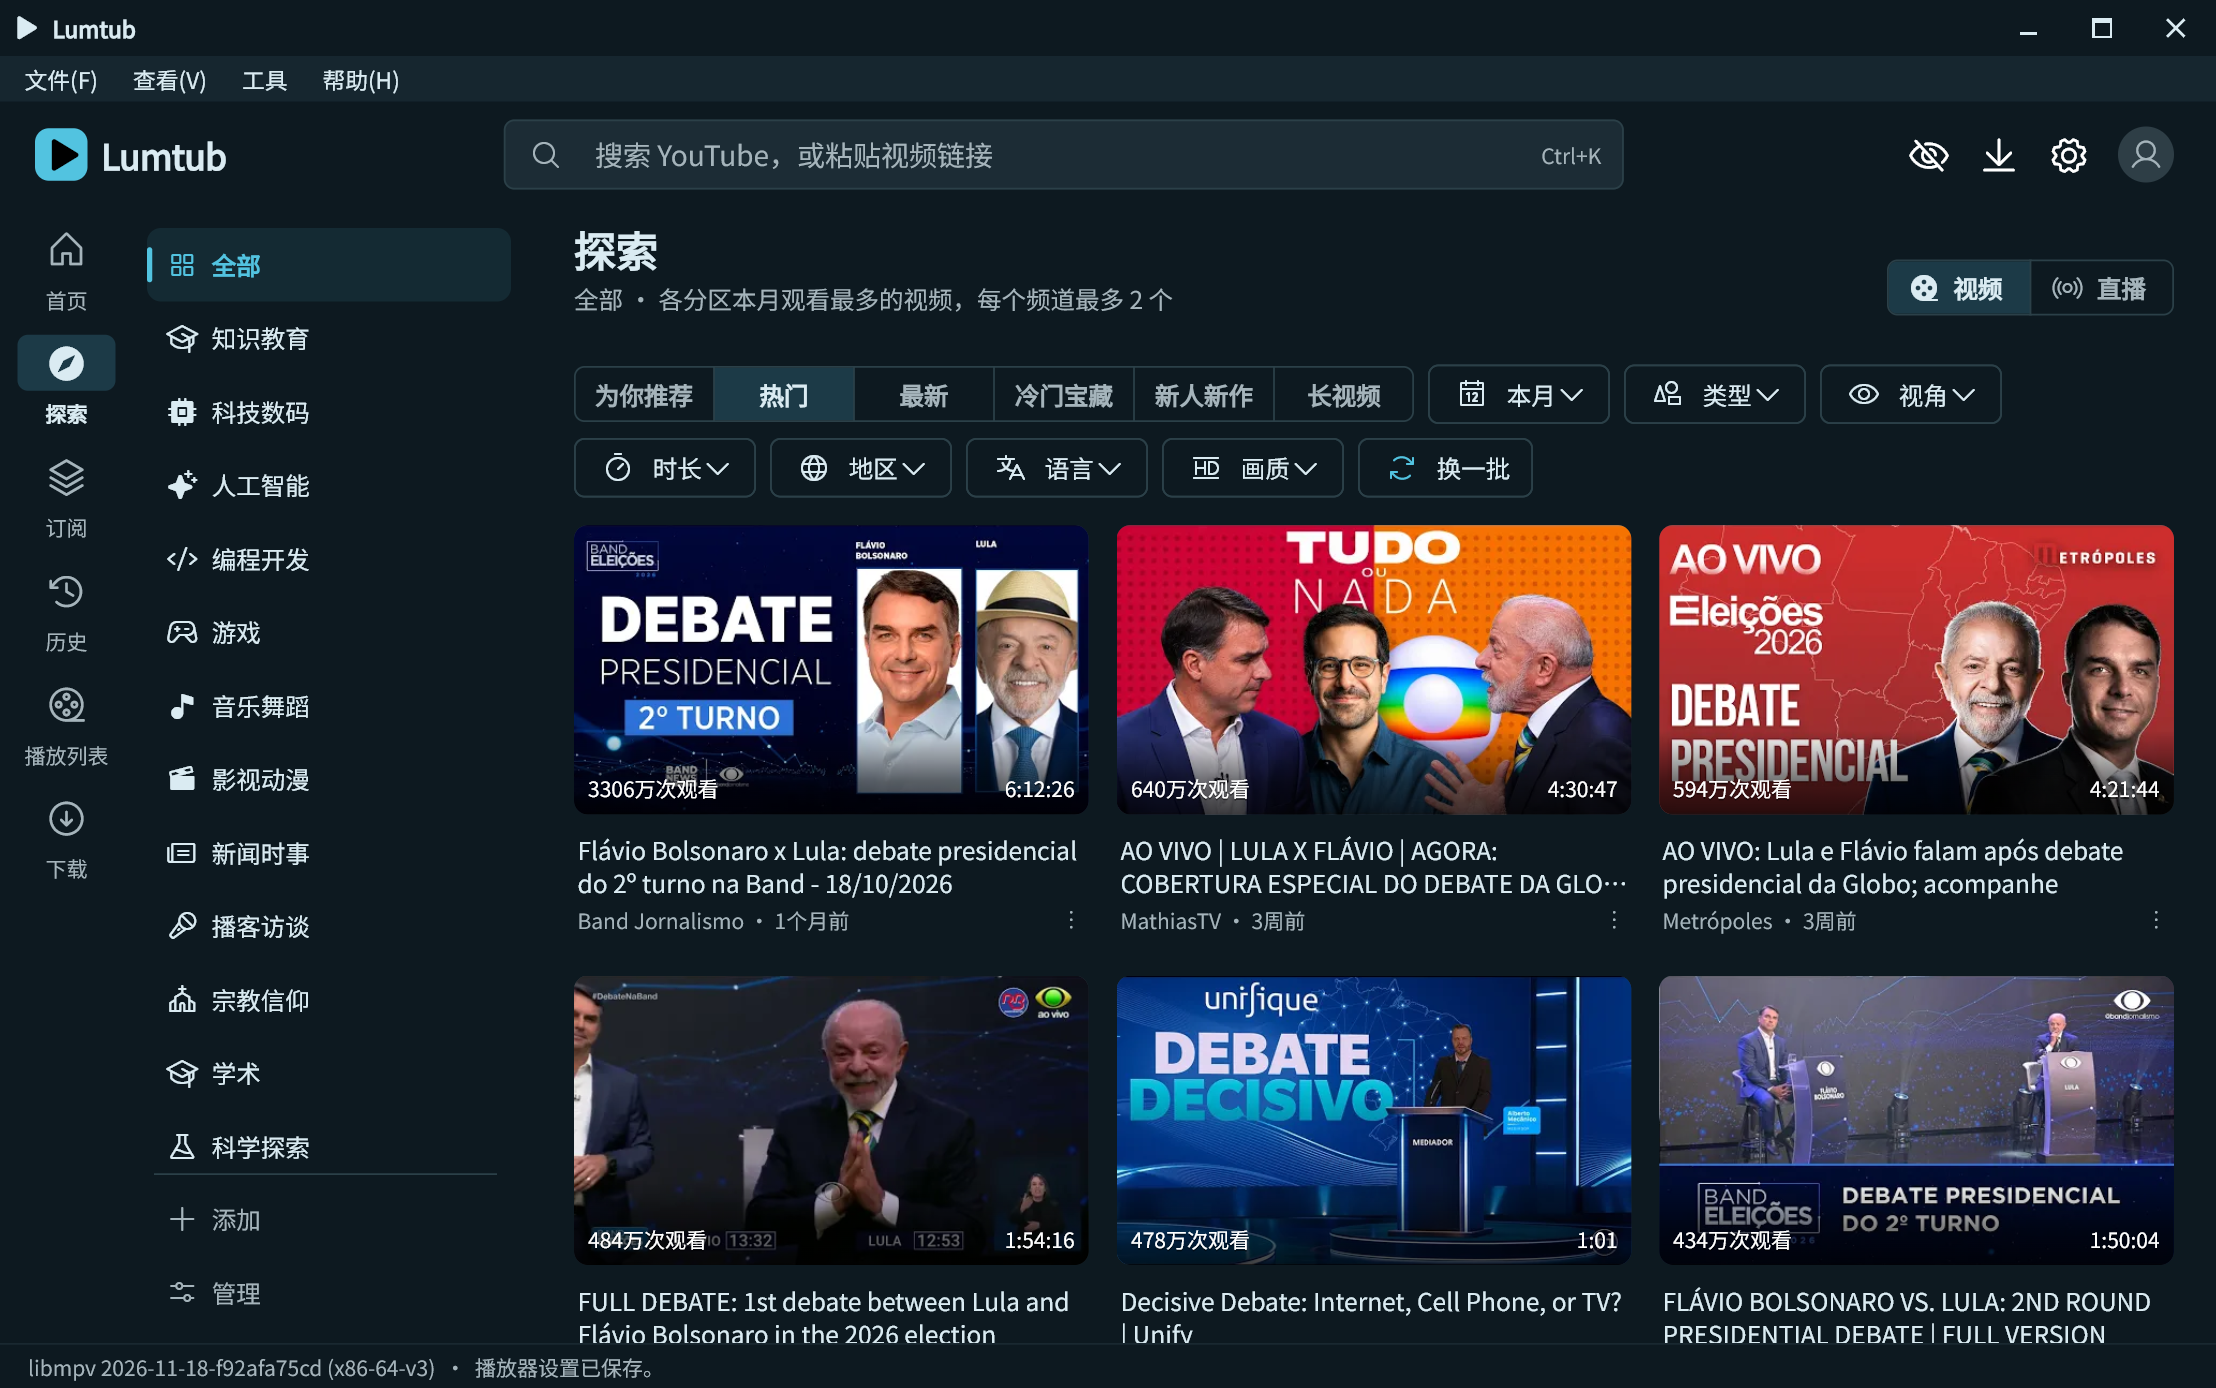 Lumtub
文件(F) 查看(V) 工具 帮助(H)
Lumtub
搜索 YouTube，或粘贴视频链接 Ctrl+K
首页
探索
订阅
历史
播放列表
下载
全部
知识教育
科技数码
人工智能
编程开发
游戏
音乐舞蹈
影视动漫
新闻时事
播客访谈
宗教信仰
学术
科学探索
添加
管理
探索
全部 • 各分区本月观看最多的视频，每个频道最多 2 个
视频 直播
为你推荐 热门 最新 冷门宝藏 新人新作 长视频 12 本月 类型 视角
时长 地区 语言 HD 画质 换一批
BAND
ELEIÇÕES
2026
FLÁVIO
BOLSONARO
LULA
DEBATE
PRESIDENCIAL
2º TURNO
BAND
NEWS
3306万次观看 6:12:26
Flávio Bolsonaro x Lula: debate presidencial
do 2º turno na Band - 18/10/2026
Band Jornalismo • 1个月前
TUDO
OU
NADA
640万次观看 4:30:47
AO VIVO | LULA X FLÁVIO | AGORA:
COBERTURA ESPECIAL DO DEBATE DA GLO…
MathiasTV • 3周前
AO VIVO
METRÓPOLES
Eleições
2026
DEBATE
PRESIDENCIAL
594万次观看 4:21:44
AO VIVO: Lula e Flávio falam após debate
presidencial da Globo; acompanhe
Metrópoles • 3周前
#DebateNaBand
ao vivo
13:32 LULA 12:53
484万次观看 1:54:16
FULL DEBATE: 1st debate between Lula and
Flávio Bolsonaro in the 2026 election
unifique
DEBATE
DECISIVO
MEDIADOR
Alberto
Mecânico
478万次观看 1:01
Decisive Debate: Internet, Cell Phone, or TV?
| Unify
@bandjornalismo
FLÁVIO
BOLSONARO
LULA
BAND
ELEIÇÕES
DEBATE PRESIDENCIAL
DO 2º TURNO
434万次观看 1:50:04
FLÁVIO BOLSONARO VS. LULA: 2ND ROUND
PRESIDENTIAL DEBATE | FULL VERSION
libmpv 2026-11-18-f92afa75cd (x86-64-v3) • 播放器设置已保存。